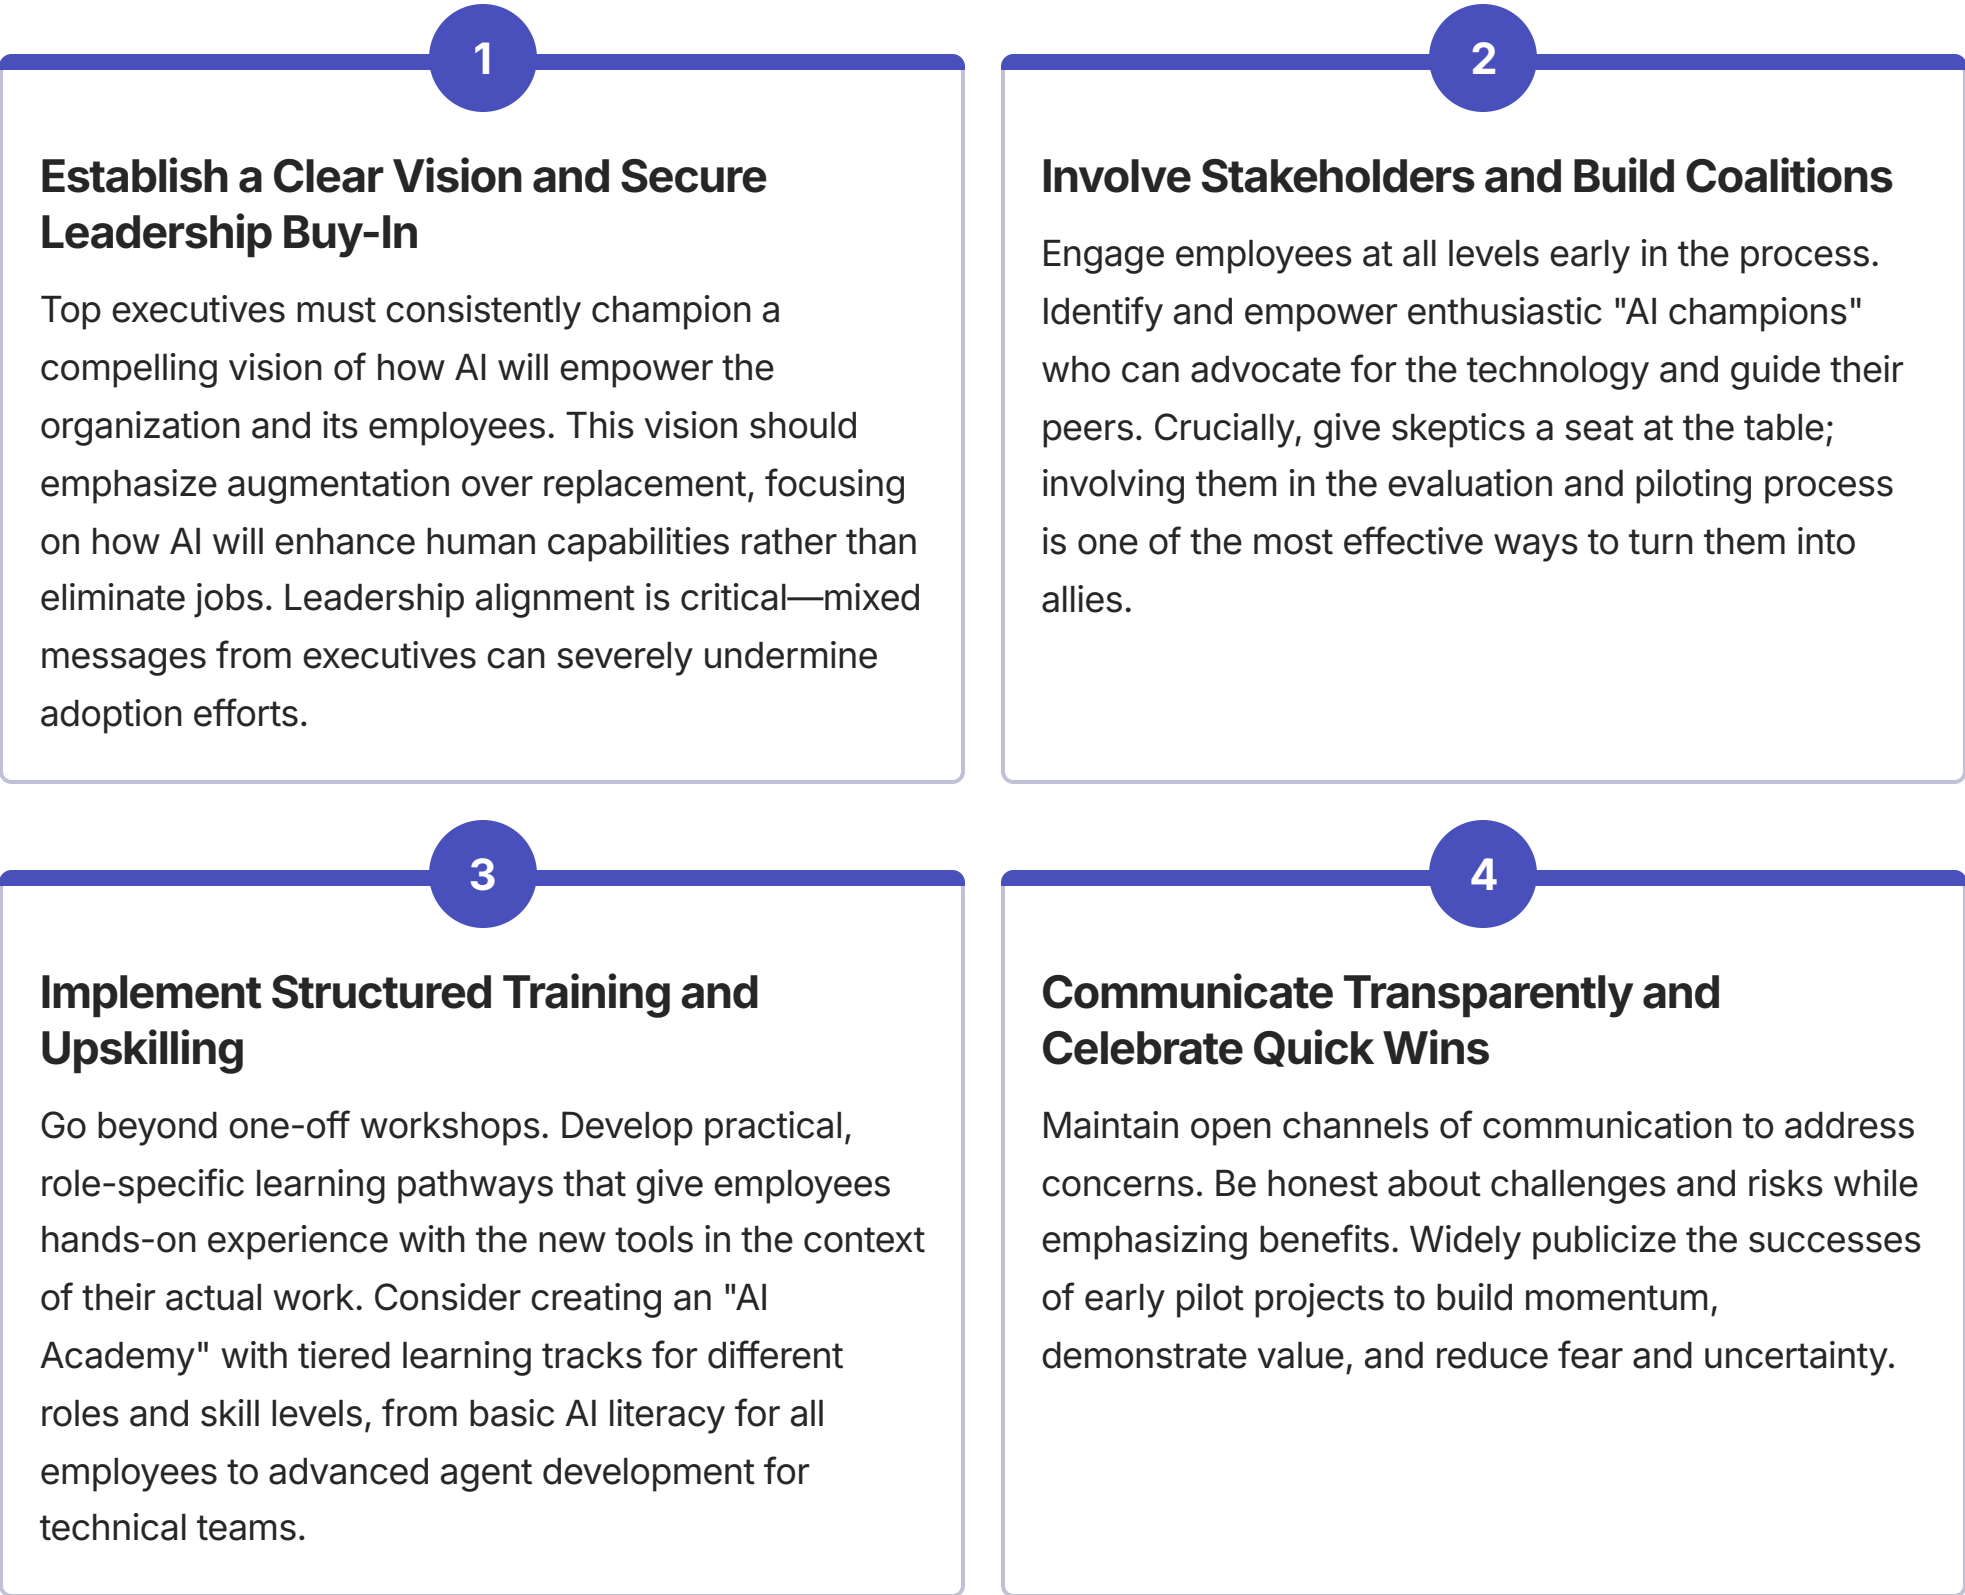 1
Establish a Clear Vision and Secure
Leadership Buy-In
Top executives must consistently champion a
compelling vision of how AI will empower the
organization and its employees. This vision should
emphasize augmentation over replacement, focusing
on how AI will enhance human capabilities rather than
eliminate jobs. Leadership alignment is critical—mixed
messages from executives can severely undermine
adoption efforts.
2
Involve Stakeholders and Build Coalitions
Engage employees at all levels early in the process.
Identify and empower enthusiastic "AI champions"
who can advocate for the technology and guide their
peers. Crucially, give skeptics a seat at the table;
involving them in the evaluation and piloting process
is one of the most effective ways to turn them into
allies.
3
Implement Structured Training and
Upskilling
Go beyond one-off workshops. Develop practical,
role-specific learning pathways that give employees
hands-on experience with the new tools in the context
of their actual work. Consider creating an "AI
Academy" with tiered learning tracks for different
roles and skill levels, from basic AI literacy for all
employees to advanced agent development for
technical teams.
4
Communicate Transparently and
Celebrate Quick Wins
Maintain open channels of communication to address
concerns. Be honest about challenges and risks while
emphasizing benefits. Widely publicize the successes
of early pilot projects to build momentum,
demonstrate value, and reduce fear and uncertainty.